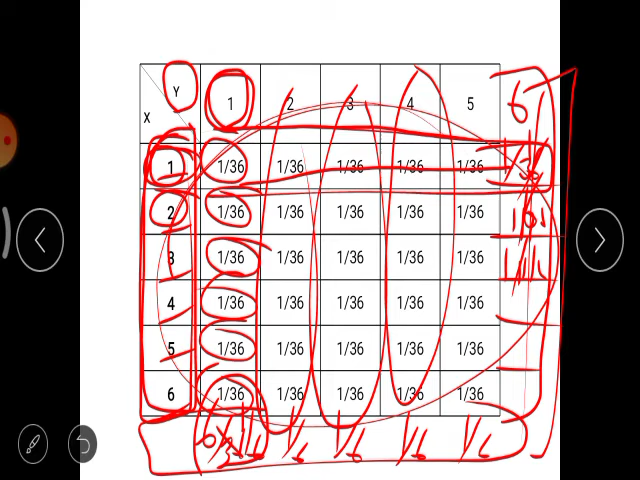 Y
X 1 2 3 4 5 6
1 1/36 1/36 1/36 1/36 1/36
2 1/36 1/36 1/36 1/36 1/36
3 1/36 1/36 1/36 1/36 1/36
4 1/36 1/36 1/36 1/36 1/36
5 1/36 1/36 1/36 1/36 1/36
6 1/36 1/36 1/36 1/36 1/36
1/6 1/6 1/6 1/6 1/6